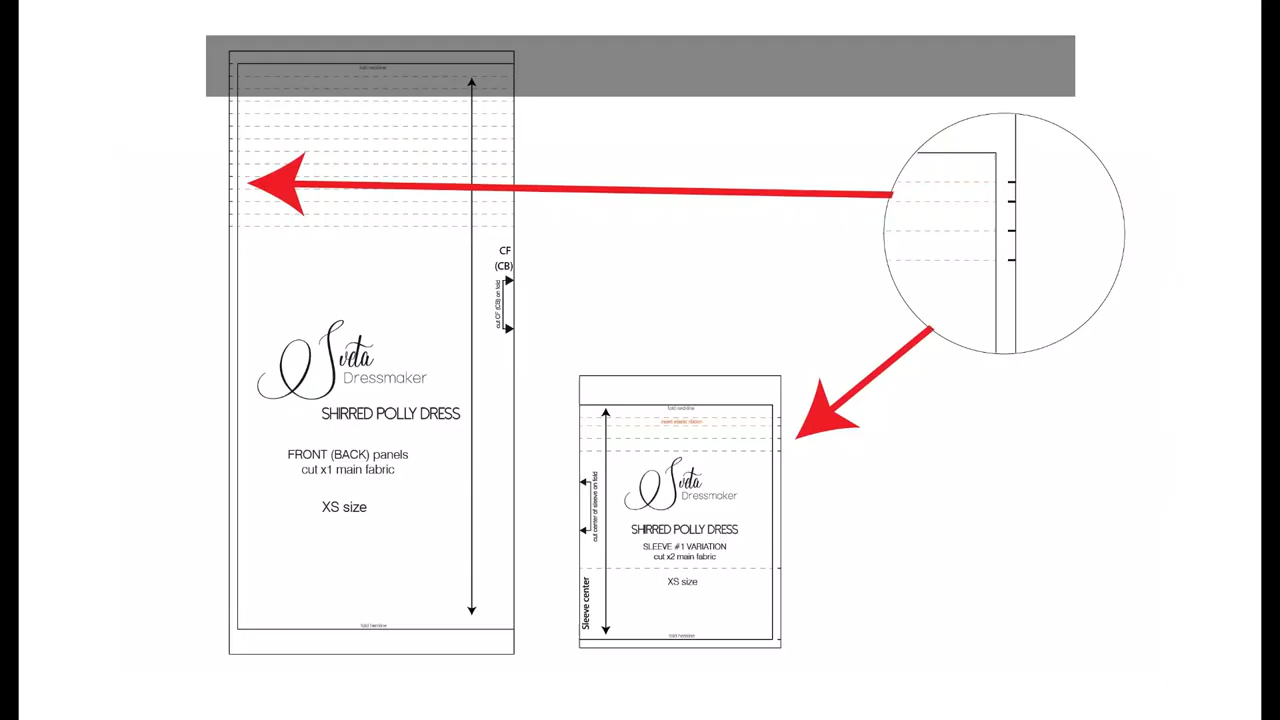 fold neckline
CF
(CB)
cut CF (CB) on fold
Sveta
Dressmaker
SHIRRED POLLY DRESS
FRONT (BACK) panels
cut x1 main fabric
XS size
fold hemline
fold neckline
insert elastic ribbon
cut center of sleeve on fold
Sveta
Dressmaker
SHIRRED POLLY DRESS
SLEEVE #1 VARIATION
cut x2 main fabric
XS size
Sleeve center
fold hemline